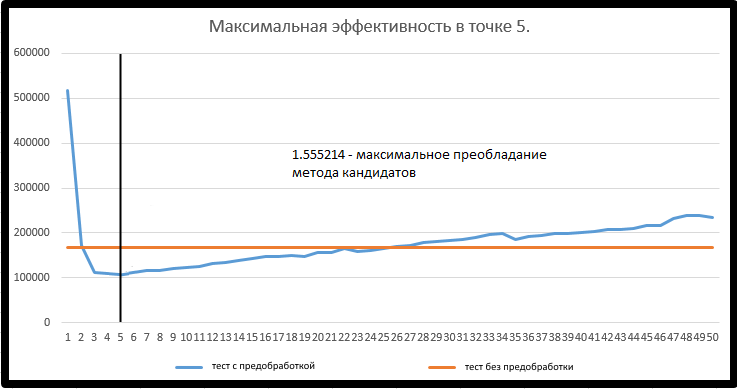 Максимальная эффективность в точке 5.
600000
500000
400000
300000
200000
100000
0
1.555214 - максимальное преобладание
метода кандидатов
1 2 3 4 5 6 7 8 9 10 11 12 13 14 15 16 17 18 19 20 21 22 23 24 25 26 27 28 29 30 31 32 33 34 35 36 37 38 39 40 41 42 43 44 45 46 47 48 49 50
тест с предобработкой тест без предобработки